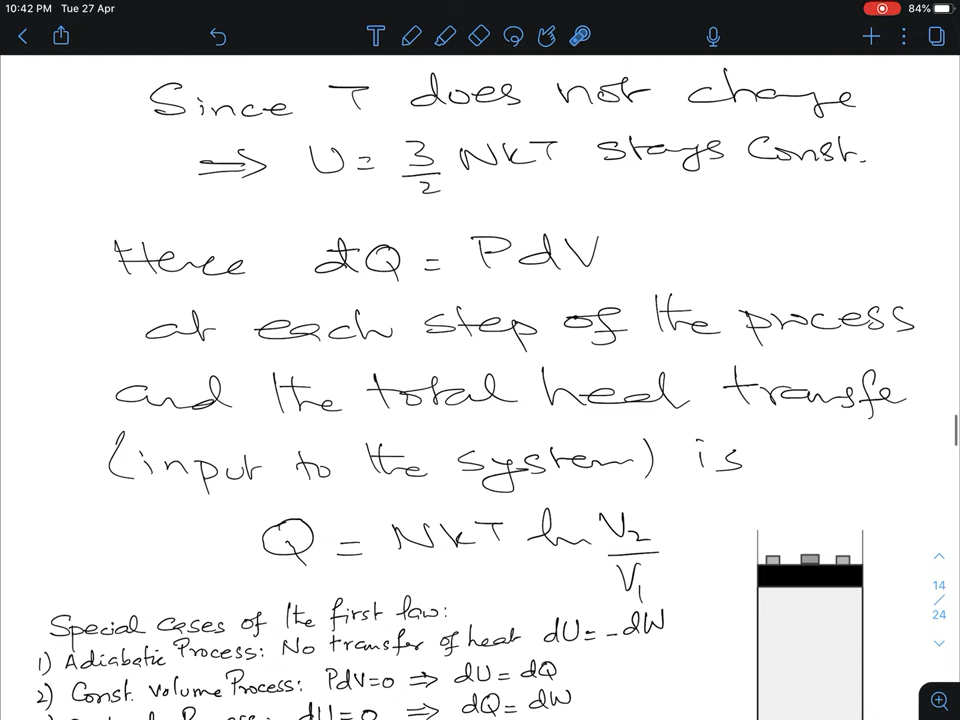 10:42 PM Tue 27 Apr
84%
Since T does not change
⇒ U = 3/2 NkT stays Const.
Hence đQ = PdV
at each step of the process
and the total heat transfe
(input to the system) is
Q = NkT ln V₂/V₁
Special cases of the first law:
1) Adiabatic Process: No transfer of heat dU = -dW
2) Const. Volume Process: PdV=0 ⇒ dU = dQ
dU=0 ⇒ dQ = dW
14
/
24